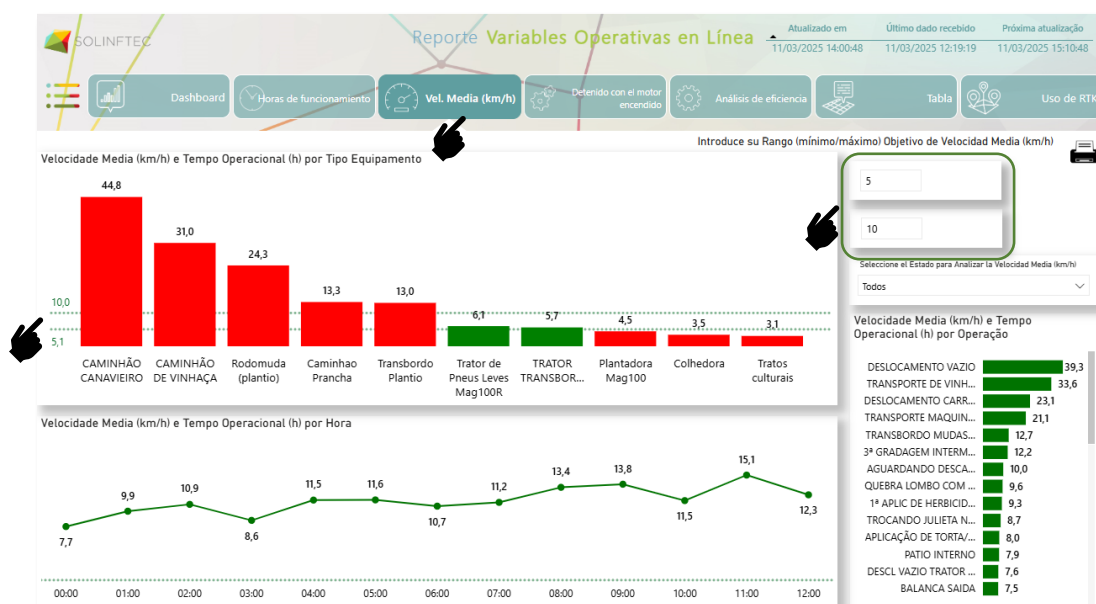 SOLINFTEC
Reporte Variables Operativas en Línea
Atualizado em
11/03/2025 14:00:48
Último dado recebido
11/03/2025 12:19:19
Próxima atualização
11/03/2025 15:10:48
Dashboard
Horas de funcionamiento
Vel. Media (km/h)
Detenido con el motor
encendido
Análisis de eficiencia
Tabla
Uso de RTK
Introduce su Rango (mínimo/máximo) Objetivo de Velocidad Media (km/h)
5
10
Seleccione el Estado para Analizar la Velocidad Media (km/h)
Todos
Velocidade Media (km/h) e Tempo Operacional (h) por Tipo Equipamento
44,8
31,0
24,3
13,3
13,0
6,1
5,7
4,5
3,5
3,1
10,0
5,1
CAMINHÃO
CANAVIEIRO
CAMINHÃO
DE VINHAÇA
Rodomuda
(plantio)
Caminhao
Prancha
Transbordo
Plantio
Trator de
Pneus Leves
Mag100R
TRATOR
TRANSBOR...
Plantadora
Mag100
Colhedora
Tratos
culturais
Velocidade Media (km/h) e Tempo
Operacional (h) por Operação
DESLOCAMENTO VAZIO 39,3
TRANSPORTE DE VINH... 33,6
DESLOCAMENTO CARR... 23,1
TRANSPORTE MAQUIN... 21,1
TRANSBORDO MUDAS... 12,7
3ª GRADAGEM INTERM... 12,2
AGUARDANDO DESCA... 10,0
QUEBRA LOMBO COM ... 9,6
1ª APLIC DE HERBICID... 9,3
TROCANDO JULIETA N... 8,7
APLICAÇÃO DE TORTA/... 8,0
PATIO INTERNO 7,9
DESCL VAZIO TRATOR ... 7,6
BALANCA SAIDA 7,5
Velocidade Media (km/h) e Tempo Operacional (h) por Hora
7,7
9,9
10,9
8,6
11,5
11,6
10,7
11,2
13,4
13,8
11,5
15,1
12,3
00:00 01:00 02:00 03:00 04:00 05:00 06:00 07:00 08:00 09:00 10:00 11:00 12:00